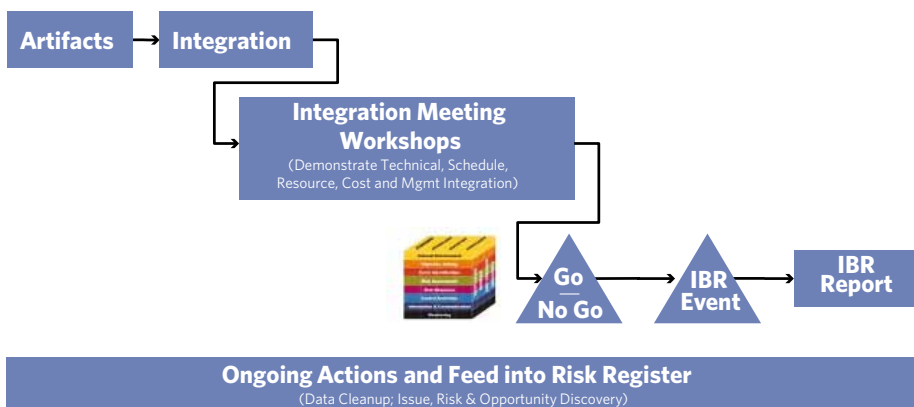 Artifacts
Integration
Integration Meeting
Workshops
(Demonstrate Technical, Schedule,
Resource, Cost and Mgmt Integration)
Go
No Go
IBR
Event
IBR
Report
Ongoing Actions and Feed into Risk Register
(Data Cleanup; Issue, Risk & Opportunity Discovery)